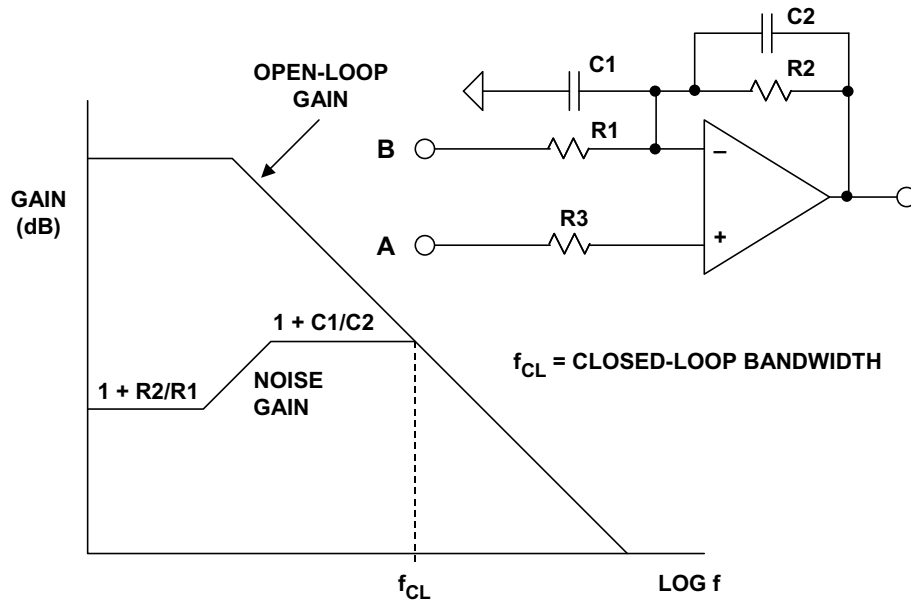 OPEN-LOOP
GAIN
GAIN
(dB)
1 + C1/C2
1 + R2/R1
NOISE
GAIN
f_CL
LOG f
C2
C1
R2
B
R1
–
R3
A
+
f_CL = CLOSED-LOOP BANDWIDTH